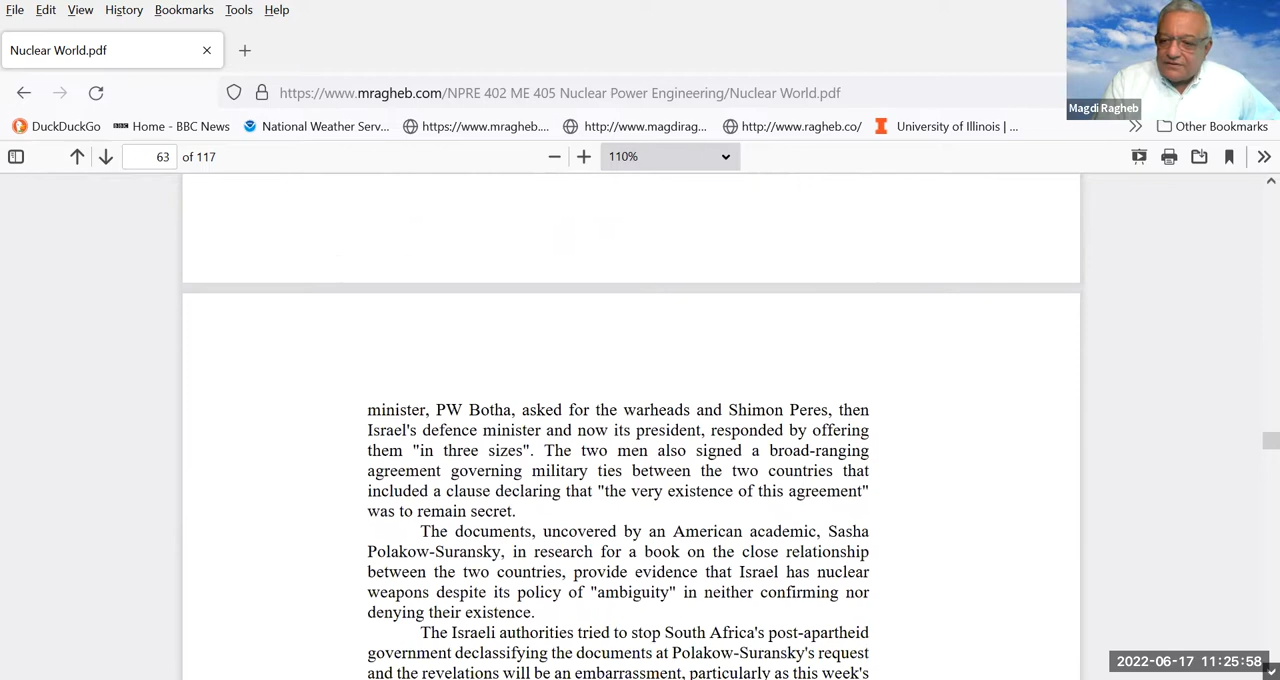 File Edit View History Bookmarks Tools Help
Nuclear World.pdf
https://www.mragheb.com/NPRE 402 ME 405 Nuclear Power Engineering/Nuclear World.pdf
Magdi Ragheb
DuckDuckGo BBC Home - BBC News National Weather Serv... https://www.mragheb.... http://www.magdirag... http://www.ragheb.co/ I University of Illinois | ... Other Bookmarks
63 of 117 110%
minister, PW Botha, asked for the warheads and Shimon Peres, then
Israel's defence minister and now its president, responded by offering
them "in three sizes". The two men also signed a broad-ranging
agreement governing military ties between the two countries that
included a clause declaring that "the very existence of this agreement"
was to remain secret.
The documents, uncovered by an American academic, Sasha
Polakow-Suransky, in research for a book on the close relationship
between the two countries, provide evidence that Israel has nuclear
weapons despite its policy of "ambiguity" in neither confirming nor
denying their existence.
The Israeli authorities tried to stop South Africa's post-apartheid
government declassifying the documents at Polakow-Suransky's request
and the revelations will be an embarrassment, particularly as this week's
2022-06-17 11:25:58